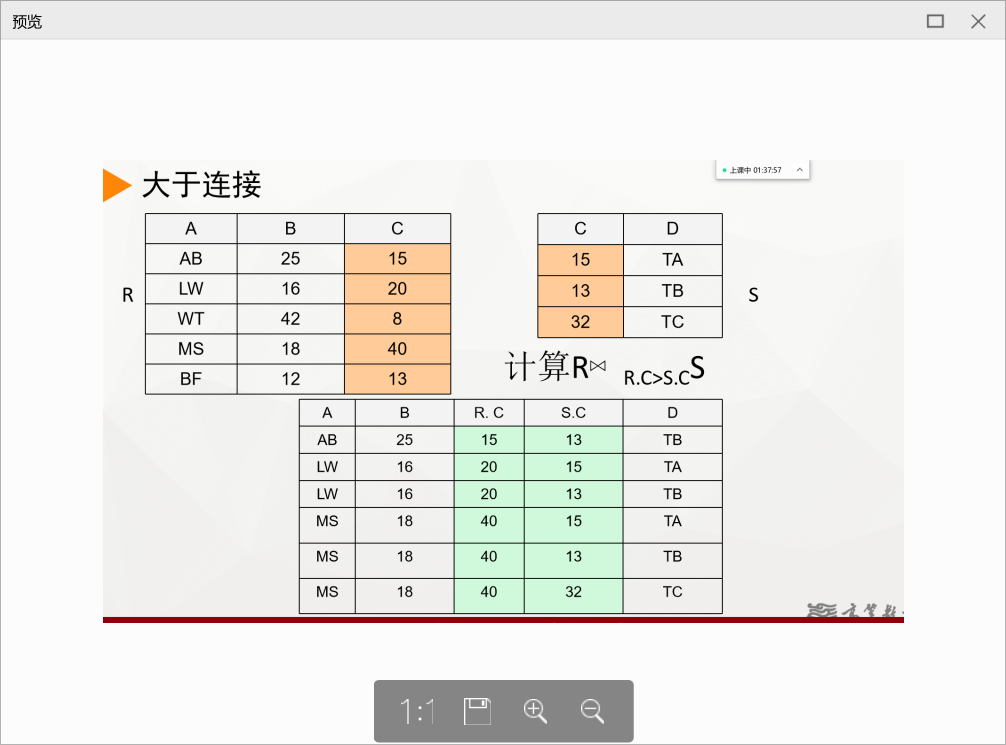 预览
大于连接
上课中 01:37:57
A B C
AB 25 15
LW 16 20
WT 42 8
MS 18 40
BF 12 13
R
C D
15 TA
13 TB
32 TC
S
计算R⋈ R.C>S.C S
A B R. C S.C D
AB 25 15 13 TB
LW 16 20 15 TA
LW 16 20 13 TB
MS 18 40 15 TA
MS 18 40 13 TB
MS 18 40 32 TC
1:1